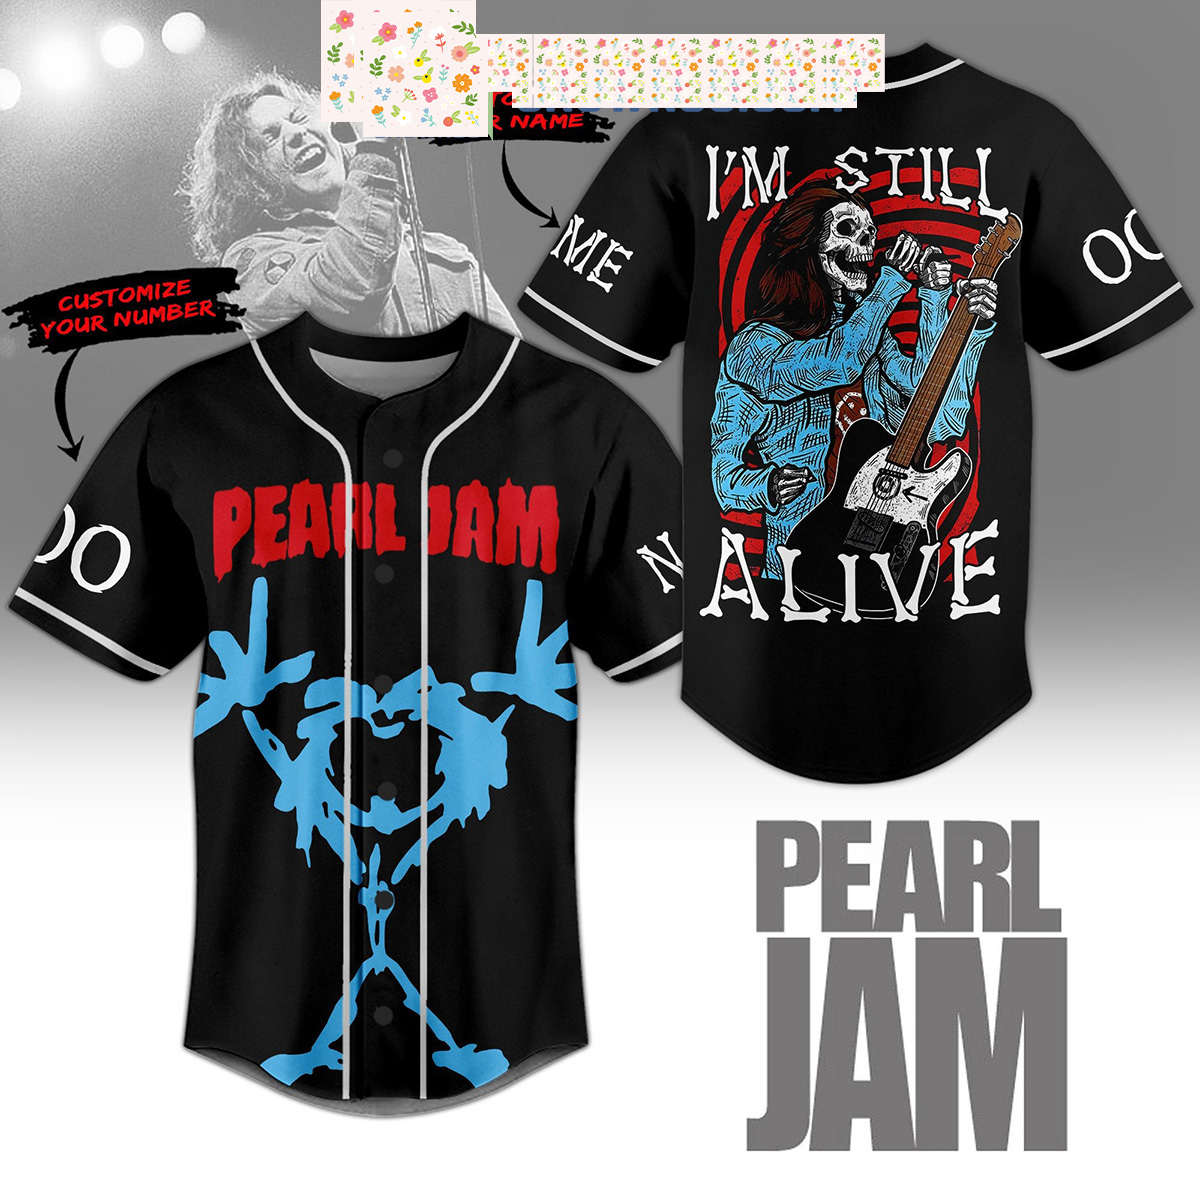 R NAME
CUSTOMIZE
YOUR NUMBER
I'M STILL
ME
00
PEARL JAM
00
N
ALIVE
PEARL
JAM